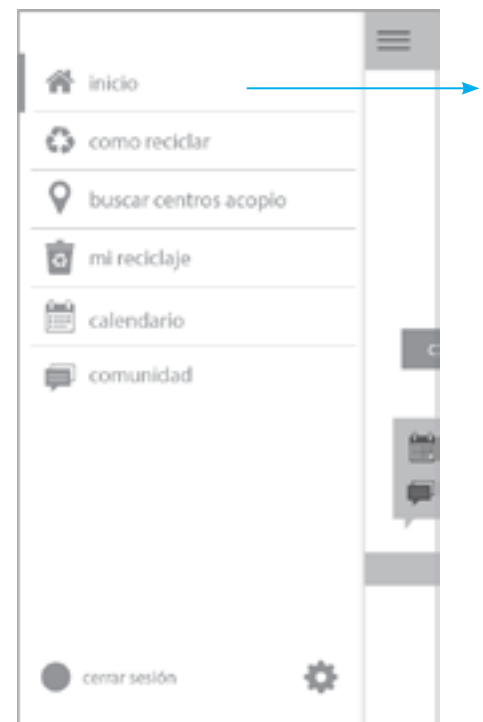 inicio
como reciclar
buscar centros acopio
mi reciclaje
calendario
comunidad
cerrar sesión